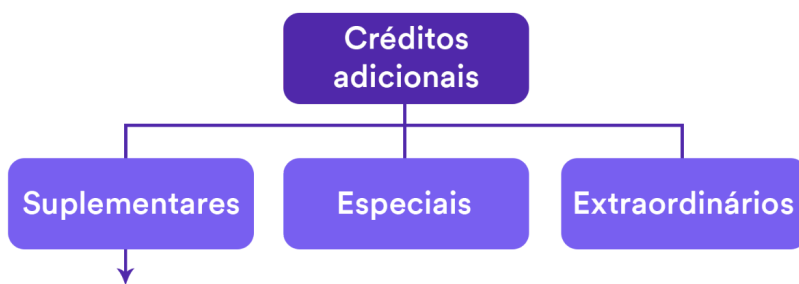 Créditos
adicionais
Suplementares
Especiais
Extraordinários